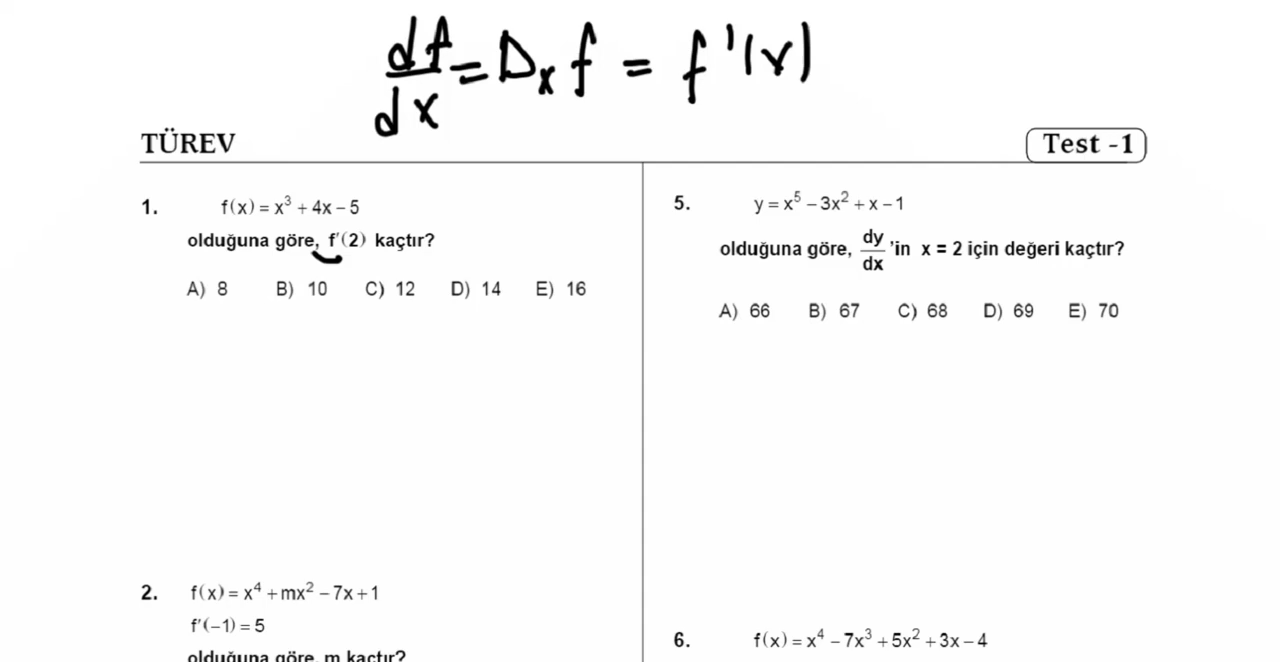 df/dx = Dx f = f'(x)
TÜREV
Test -1
1. f(x) = x³ + 4x – 5
olduğuna göre, f'(2) kaçtır?
A) 8 B) 10 C) 12 D) 14 E) 16
2. f(x) = x⁴ + mx² – 7x + 1
f'(–1) = 5
olduğuna göre, m kaçtır?
5. y = x⁵ – 3x² + x – 1
olduğuna göre, dy/dx 'in x = 2 için değeri kaçtır?
A) 66 B) 67 C) 68 D) 69 E) 70
6. f(x) = x⁴ – 7x³ + 5x² + 3x – 4